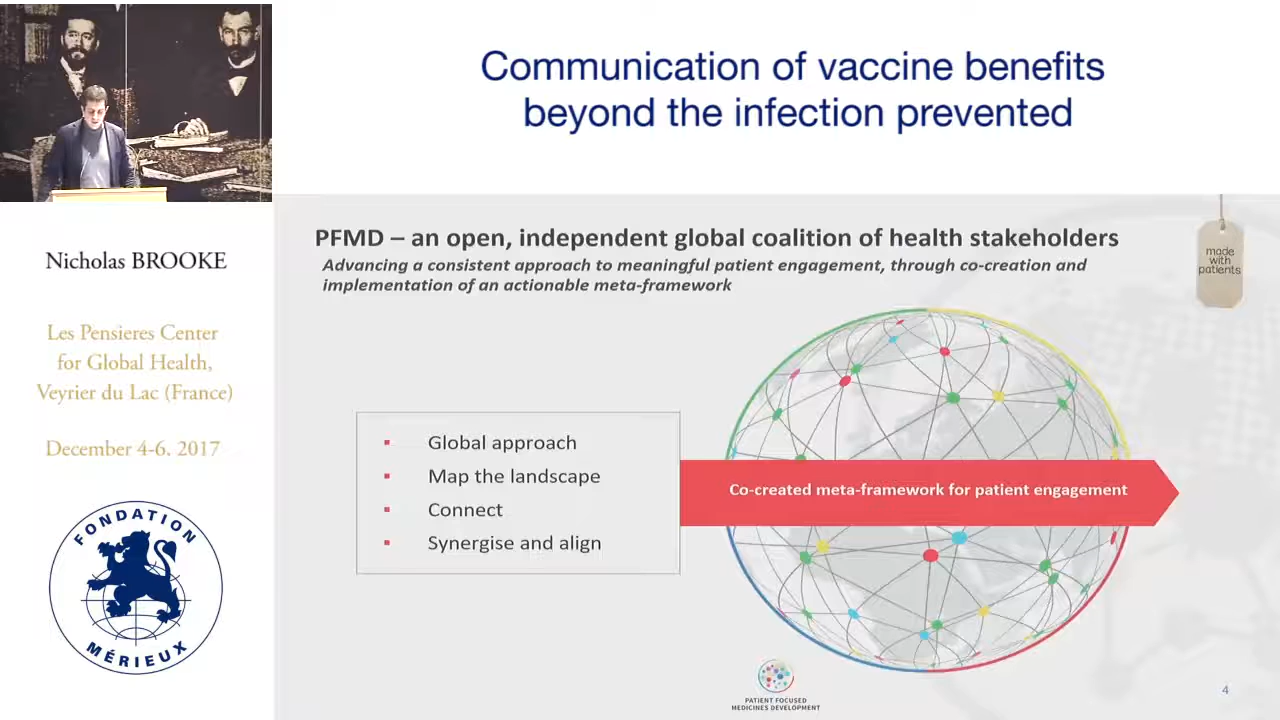 Communication of vaccine benefits
beyond the infection prevented
Nicholas BROOKE
Les Pensieres Center
for Global Health,
Veyrier du Lac (France)
December 4-6, 2017
FONDATION
MÉRIEUX
PFMD – an open, independent global coalition of health stakeholders
Advancing a consistent approach to meaningful patient engagement, through co-creation and
implementation of an actionable meta-framework
made
with
patients
▪ Global approach
▪ Map the landscape
▪ Connect
▪ Synergise and align
Co-created meta-framework for patient engagement
PATIENT FOCUSED
MEDICINES DEVELOPMENT
4